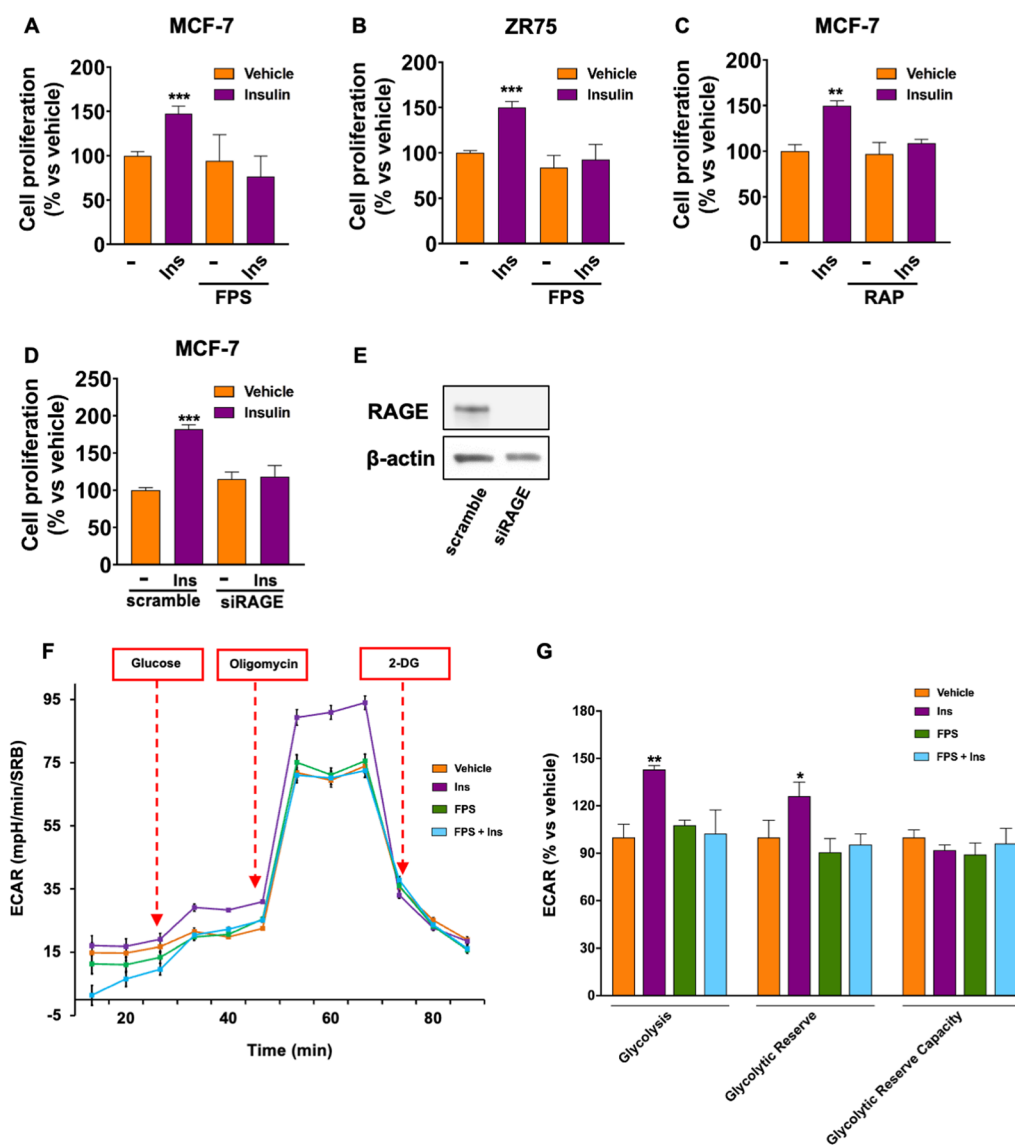 A
MCF-7
Cell proliferation
(% vs vehicle)
200
150
100
50
0
***
Vehicle
Insulin
-
Ins
-
Ins
FPS
B
ZR75
Cell proliferation
(% vs vehicle)
200
150
100
50
0
***
Vehicle
Insulin
-
Ins
-
Ins
FPS
C
MCF-7
Cell proliferation
(% vs vehicle)
200
150
100
50
0
**
Vehicle
Insulin
-
Ins
-
Ins
RAP
D
MCF-7
Cell proliferation
(% vs vehicle)
250
200
150
100
50
0
***
Vehicle
Insulin
-
Ins
-
Ins
scramble
siRAGE
E
RAGE
β-actin
scramble
siRAGE
F
Glucose
Oligomycin
2-DG
ECAR (mpH/min/SRB)
95
75
55
35
15
-5
20
40
60
80
Time (min)
Vehicle
Ins
FPS
FPS + Ins
G
ECAR (% vs vehicle)
180
150
120
90
60
30
0
**
*
Vehicle
Ins
FPS
FPS + Ins
Glycolysis
Glycolytic Reserve
Glycolytic Reserve Capacity